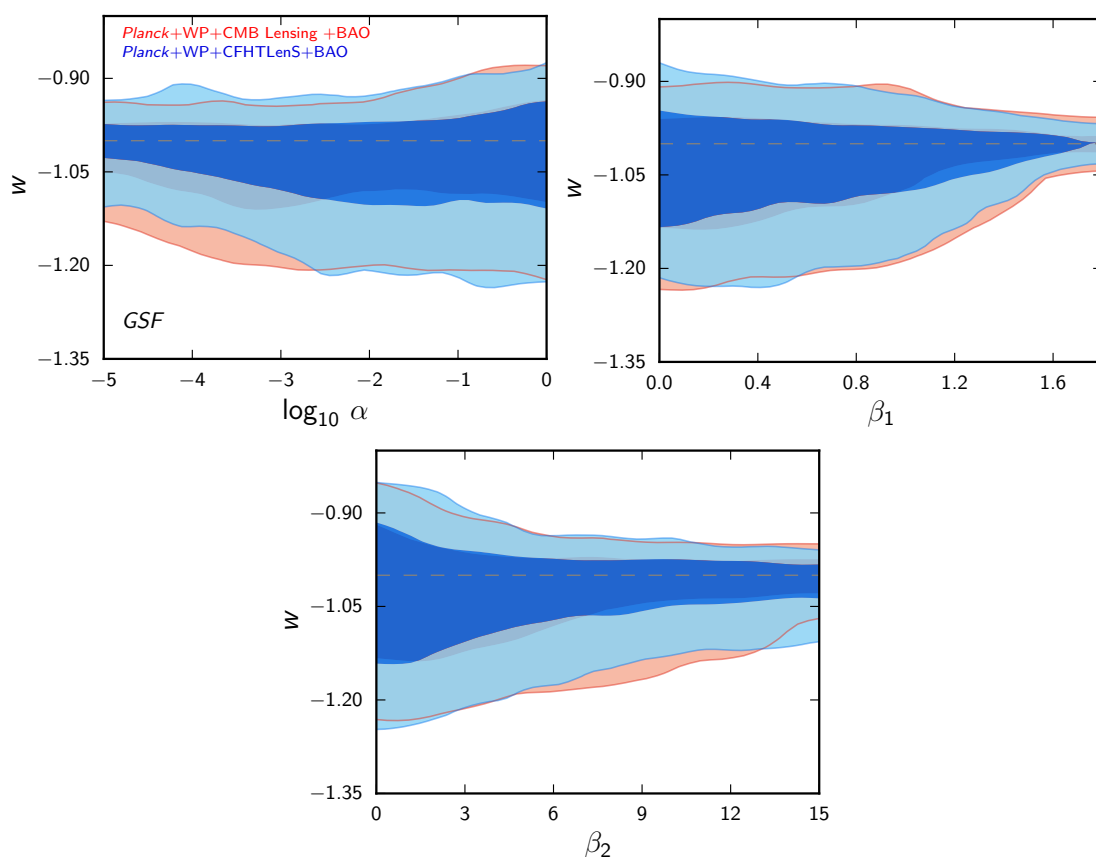 Planck+WP+CMB Lensing +BAO
Planck+WP+CFHTLenS+BAO
−0.90
−1.05
−1.20
−1.35
w
GSF
−5 −4 −3 −2 −1 0
log₁₀ α
−0.90
−1.05
−1.20
−1.35
w
0.0 0.4 0.8 1.2 1.6
β₁
−0.90
−1.05
−1.20
−1.35
w
0 3 6 9 12 15
β₂